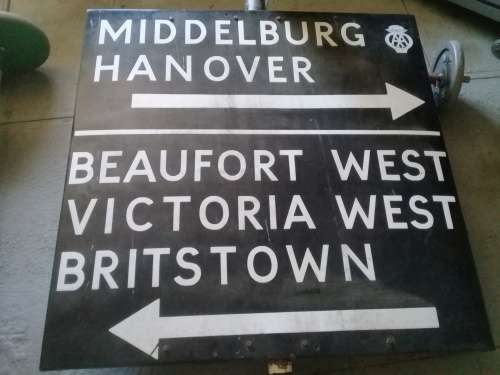 MIDDELBURG
HANOVER
BEAUFORT WEST
VICTORIA WEST
BRITSTOWN